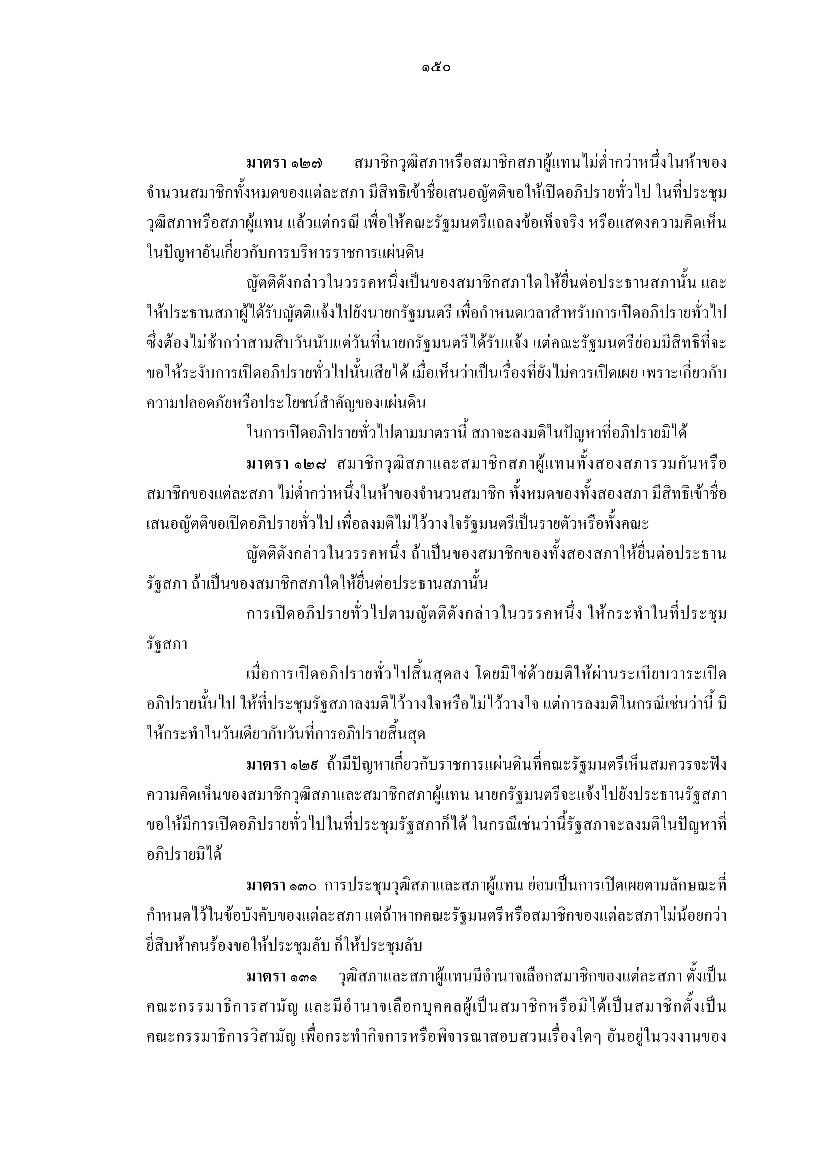 ๑๕๐
มาตรา ๑๒๗ สมาชิกวุฒิสภาหรือสมาชิกสภาผู้แทนไม่ต่ำกว่าหนึ่งในห้าของ
จำนวนสมาชิกทั้งหมดของแต่ละสภา มีสิทธิเข้าชื่อเสนอญัตติขอให้เปิดอภิปรายทั่วไป ในที่ประชุม
วุฒิสภาหรือสภาผู้แทน แล้วแต่กรณี เพื่อให้คณะรัฐมนตรีแถลงข้อเท็จจริง หรือแสดงความคิดเห็น
ในปัญหาอันเกี่ยวกับการบริหารราชการแผ่นดิน
ญัตติดังกล่าวในวรรคหนึ่งเป็นของสมาชิกสภาใดให้ยื่นต่อประธานสภานั้น และ
ให้ประธานสภาผู้ได้รับญัตติแจ้งไปยังนายกรัฐมนตรี เพื่อกำหนดเวลาสำหรับการเปิดอภิปรายทั่วไป
ซึ่งต้องไม่ช้ากว่าสามสิบวันนับแต่วันที่นายกรัฐมนตรีได้รับแจ้ง แต่คณะรัฐมนตรีย่อมมีสิทธิที่จะ
ขอให้ระงับการเปิดอภิปรายทั่วไปนั้นเสียได้ เมื่อเห็นว่าเป็นเรื่องที่ยังไม่ควรเปิดเผย เพราะเกี่ยวกับ
ความปลอดภัยหรือประโยชน์สำคัญของแผ่นดิน
ในการเปิดอภิปรายทั่วไปตามมาตรานี้ สภาจะลงมติในปัญหาที่อภิปรายมิได้
มาตรา ๑๒๘ สมาชิกวุฒิสภาและสมาชิกสภาผู้แทนทั้งสองสภารวมกันหรือ
สมาชิกของแต่ละสภา ไม่ต่ำกว่าหนึ่งในห้าของจำนวนสมาชิก ทั้งหมดของทั้งสองสภา มีสิทธิเข้าชื่อ
เสนอญัตติขอเปิดอภิปรายทั่วไป เพื่อลงมติไม่ไว้วางใจรัฐมนตรีเป็นรายตัวหรือทั้งคณะ
ญัตติดังกล่าวในวรรคหนึ่ง ถ้าเป็นของสมาชิกของทั้งสองสภาให้ยื่นต่อประธาน
รัฐสภา ถ้าเป็นของสมาชิกสภาใดให้ยื่นต่อประธานสภานั้น
การเปิดอภิปรายทั่วไปตามญัตติดังกล่าวในวรรคหนึ่ง ให้กระทำในที่ประชุม
รัฐสภา
เมื่อการเปิดอภิปรายทั่วไปสิ้นสุดลง โดยมิใช่ด้วยมติให้ผ่านระเบียบวาระเปิด
อภิปรายนั้นไป ให้ที่ประชุมรัฐสภาลงมติไว้วางใจหรือไม่ไว้วางใจ แต่การลงมติในกรณีเช่นว่านี้ มิ
ให้กระทำในวันเดียวกับวันที่การอภิปรายสิ้นสุด
มาตรา ๑๒๙ ถ้ามีปัญหาเกี่ยวกับราชการแผ่นดินที่คณะรัฐมนตรีเห็นสมควรจะฟัง
ความคิดเห็นของสมาชิกวุฒิสภาและสมาชิกสภาผู้แทน นายกรัฐมนตรีจะแจ้งไปยังประธานรัฐสภา
ขอให้มีการเปิดอภิปรายทั่วไปในที่ประชุมรัฐสภาก็ได้ ในกรณีเช่นว่านี้รัฐสภาจะลงมติในปัญหาที่
อภิปรายมิได้
มาตรา ๑๓๐ การประชุมวุฒิสภาและสภาผู้แทน ย่อมเป็นการเปิดเผยตามลักษณะที่
กำหนดไว้ในข้อบังคับของแต่ละสภา แต่ถ้าหากคณะรัฐมนตรีหรือสมาชิกของแต่ละสภาไม่น้อยกว่า
ยี่สิบห้าคนร้องขอให้ประชุมลับ ก็ให้ประชุมลับ
มาตรา ๑๓๑ วุฒิสภาและสภาผู้แทนมีอำนาจเลือกสมาชิกของแต่ละสภา ตั้งเป็น
คณะกรรมาธิการสามัญ และมีอำนาจเลือกบุคคลผู้เป็นสมาชิกหรือมิได้เป็นสมาชิกตั้งเป็น
คณะกรรมาธิการวิสามัญ เพื่อกระทำกิจการหรือพิจารณาสอบสวนเรื่องใดๆ อันอยู่ในวงงานของ